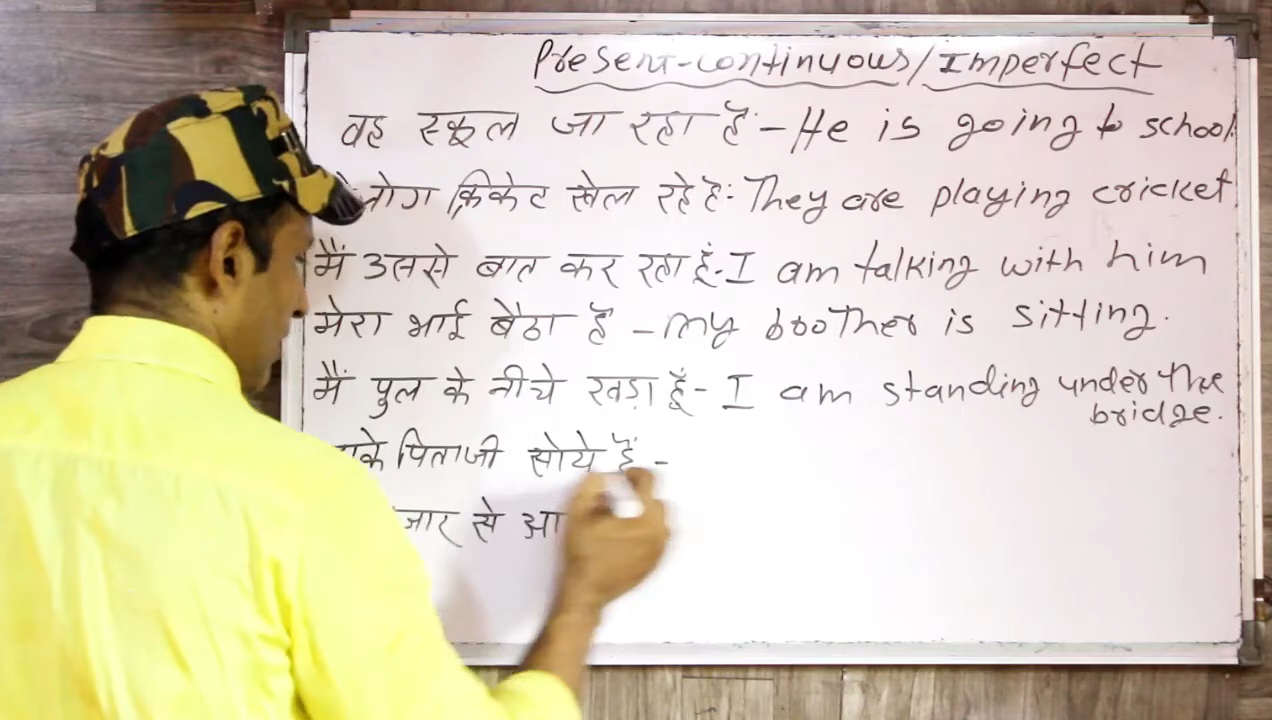 Present-continuous/Imperfect
वह स्कूल जा रहा है:- He is going to school.
लोग क्रिकेट खेल रहे है:- They are playing cricket.
मैं उससे बात कर रहा हूँ.- I am talking with him
मेरा भाई बैठा है - my brother is sitting.
मैं पुल के नीचे खड़ा हूँ- I am standing under the
bridge.
पिताजी सोये हैं -
से आ